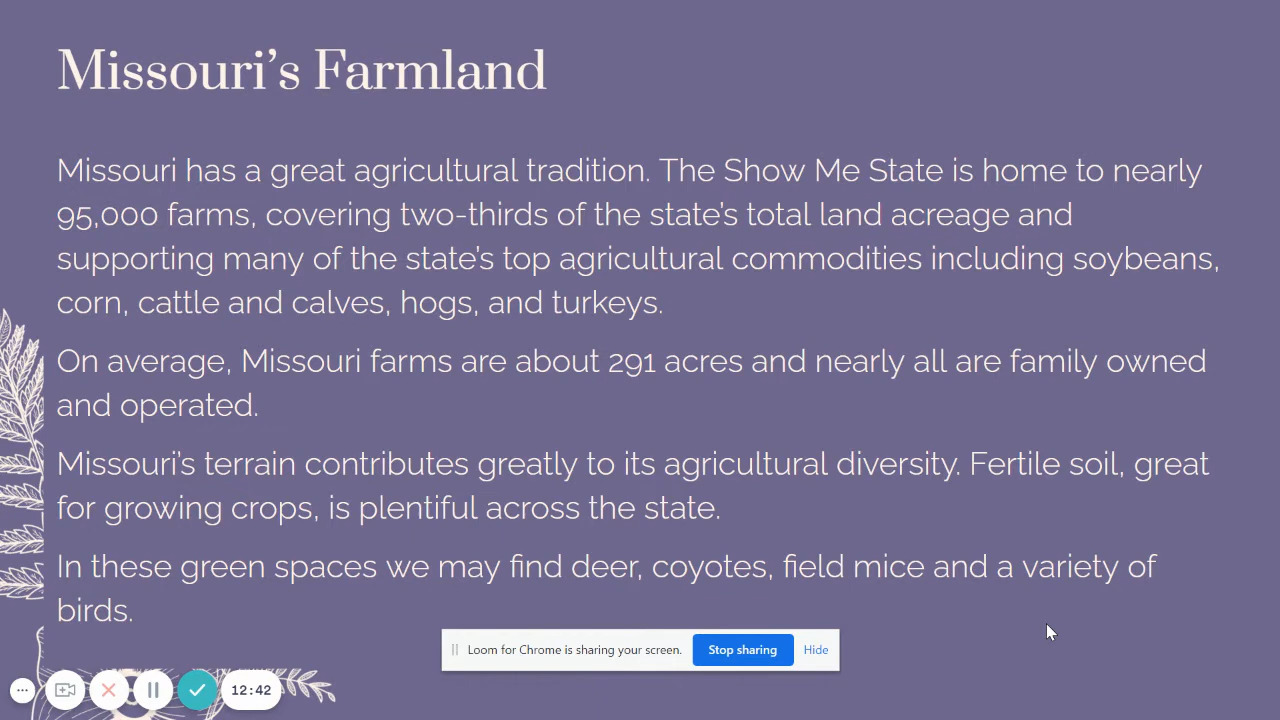 Missouri’s Farmland
Missouri has a great agricultural tradition. The Show Me State is home to nearly
95,000 farms, covering two-thirds of the state’s total land acreage and
supporting many of the state’s top agricultural commodities including soybeans,
corn, cattle and calves, hogs, and turkeys.
On average, Missouri farms are about 291 acres and nearly all are family owned
and operated.
Missouri’s terrain contributes greatly to its agricultural diversity. Fertile soil, great
for growing crops, is plentiful across the state.
In these green spaces we may find deer, coyotes, field mice and a variety of
birds.
Loom for Chrome is sharing your screen. Stop sharing Hide
12:42